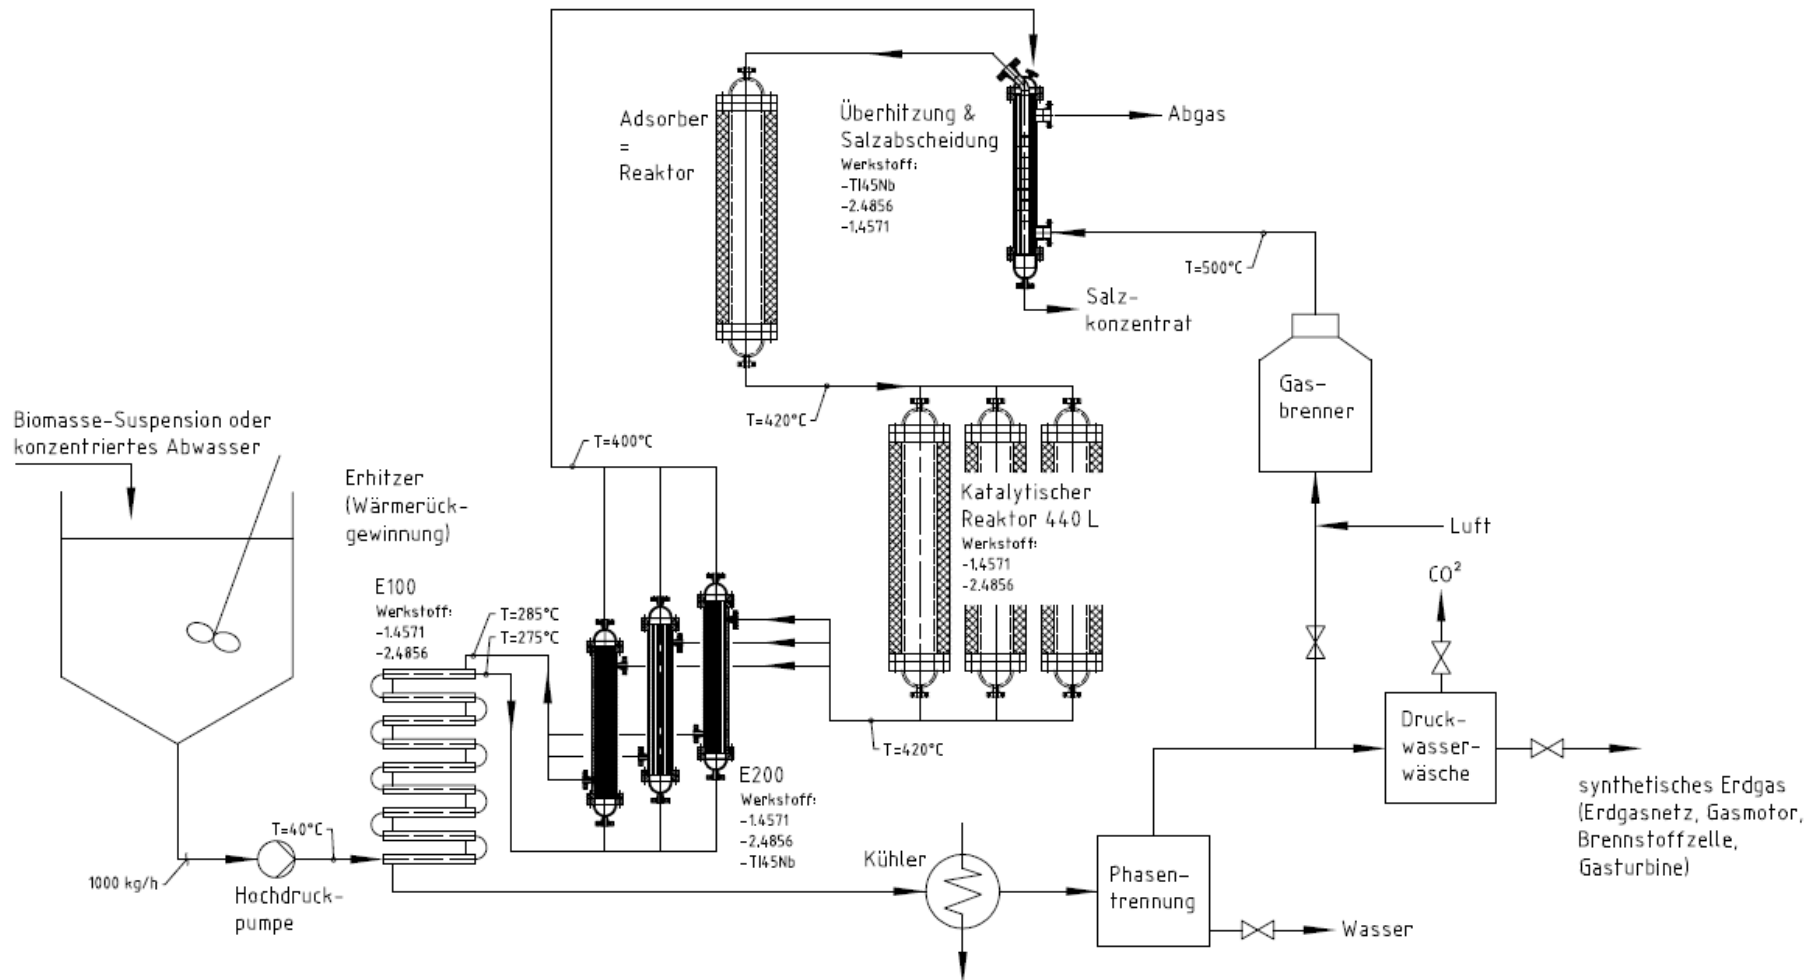 Adsorber
=
Reaktor
Überhitzung &
Salzabscheidung
Werkstoff:
-TI45Nb
-2.4856
-1.4571
Abgas
T=500°C
Salz-
konzentrat
Gas-
brenner
T=420°C
Biomasse-Suspension oder
konzentriertes Abwasser
T=400°C
Erhitzer
(Wärmerück-
gewinnung)
Katalytischer
Reaktor 440 L
Werkstoff:
-1.4571
-2.4856
Luft
CO²
E100
Werkstoff:
-1.4571
-2.4856
T=285°C
T=275°C
T=420°C
Druck-
wasser-
wäsche
E200
Werkstoff:
-1.4571
-2.4856
-TI45Nb
synthetisches Erdgas
(Erdgasnetz, Gasmotor,
Brennstoffzelle,
Gasturbine)
T=40°C
1000 kg/h
Hochdruck-
pumpe
Kühler
Phasen-
trennung
Wasser